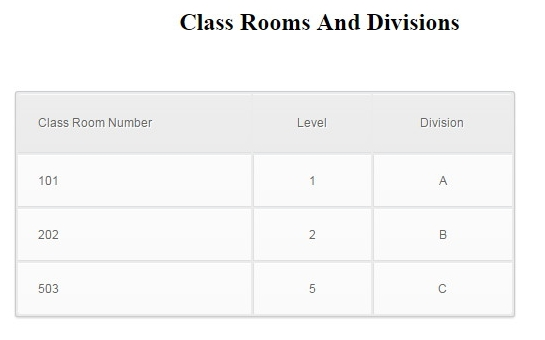 Class Rooms And Divisions
Class Room Number Level Division
101 1 A
202 2 B
503 5 C